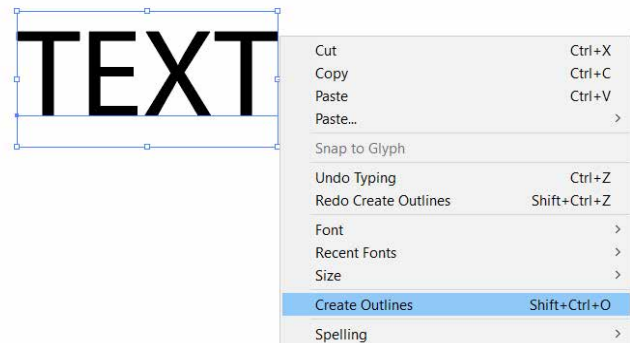 TEXT
Cut Ctrl+X
Copy Ctrl+C
Paste Ctrl+V
Paste... >
Snap to Glyph
Undo Typing Ctrl+Z
Redo Create Outlines Shift+Ctrl+Z
Font >
Recent Fonts >
Size >
Create Outlines Shift+Ctrl+O
Spelling >